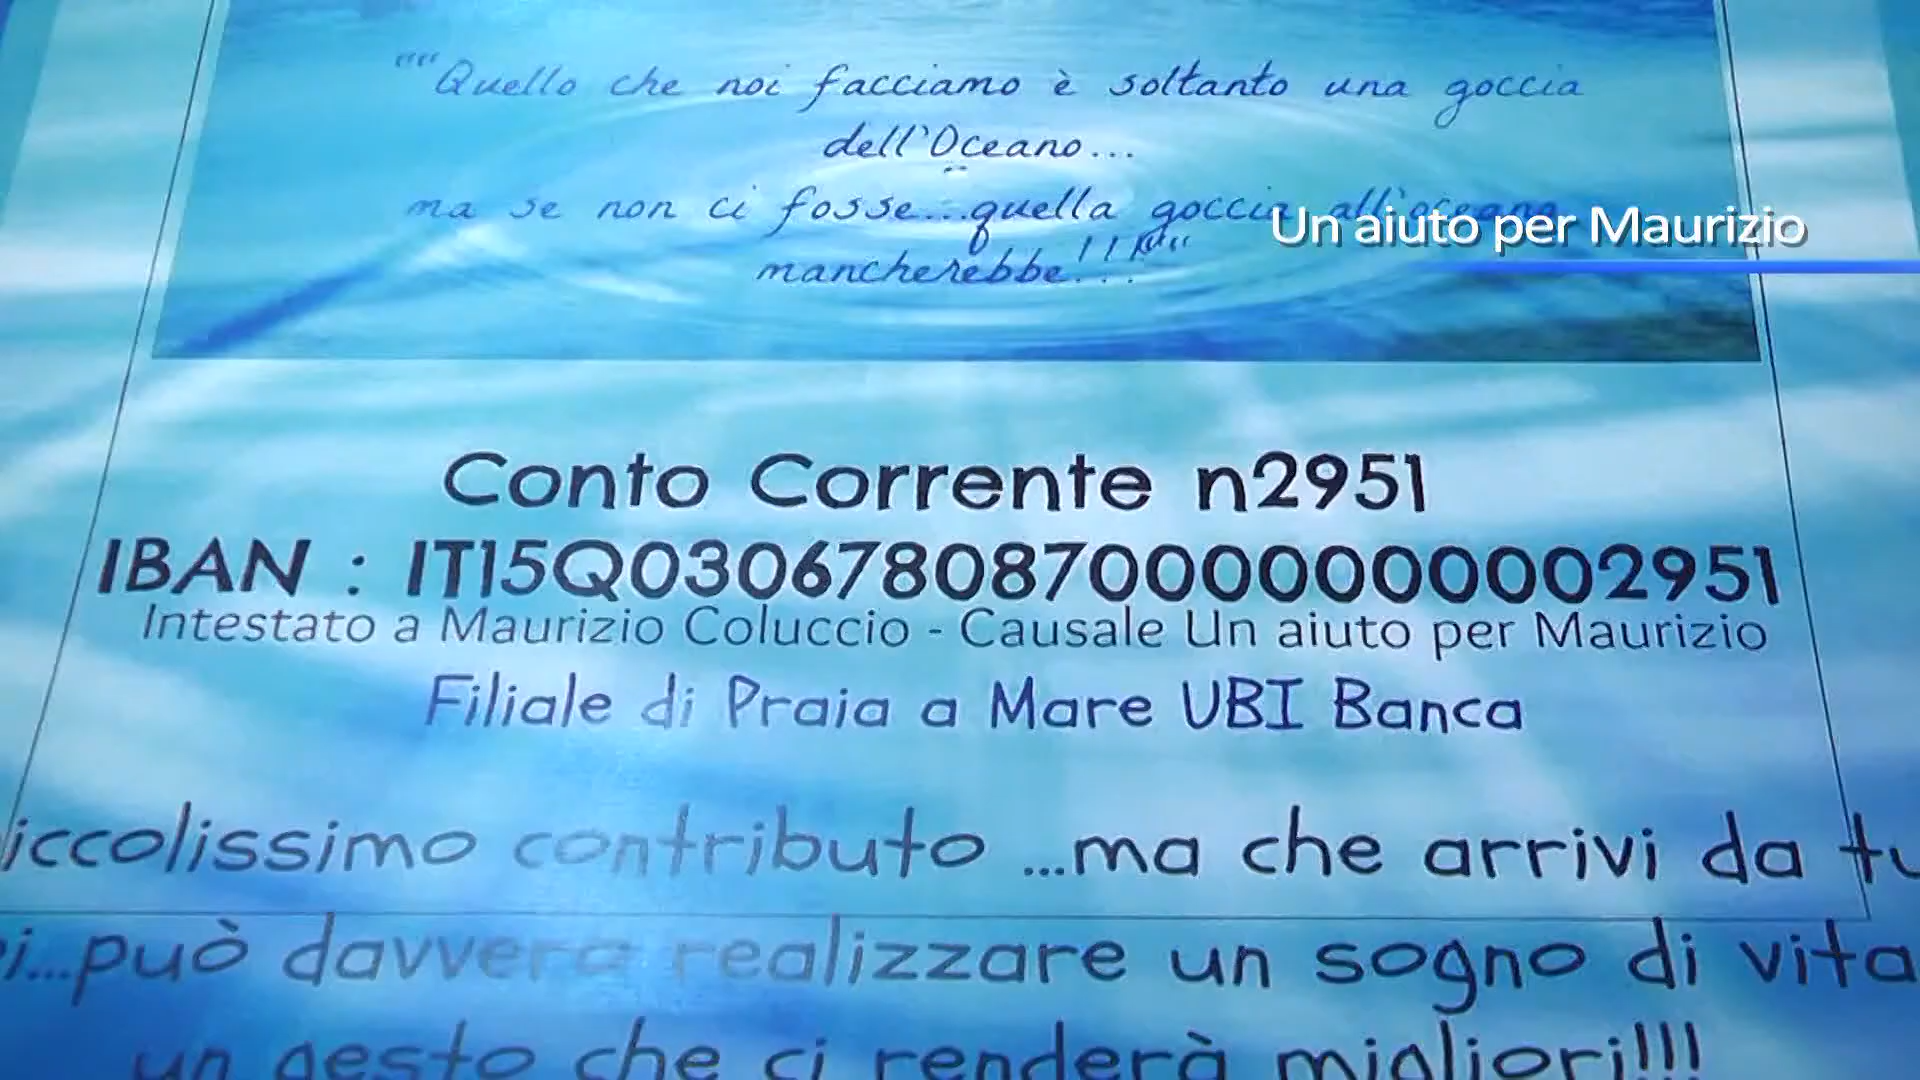 ""Quello che noi facciamo è soltanto una goccia
dell'Oceano...
ma se non ci fosse...quella goccia all'oceano
mancherebbe...!!!""
Un aiuto per Maurizio
Conto Corrente n2951
IBAN : IT15Q0306780870000000002951
Intestato a Maurizio Coluccio - Causale Un aiuto per Maurizio
Filiale di Praia a Mare UBI Banca
contributo ...ma che arrivi da
può davvero realizzare un sogno di vita
un gesto che ci renderà migliori!!!